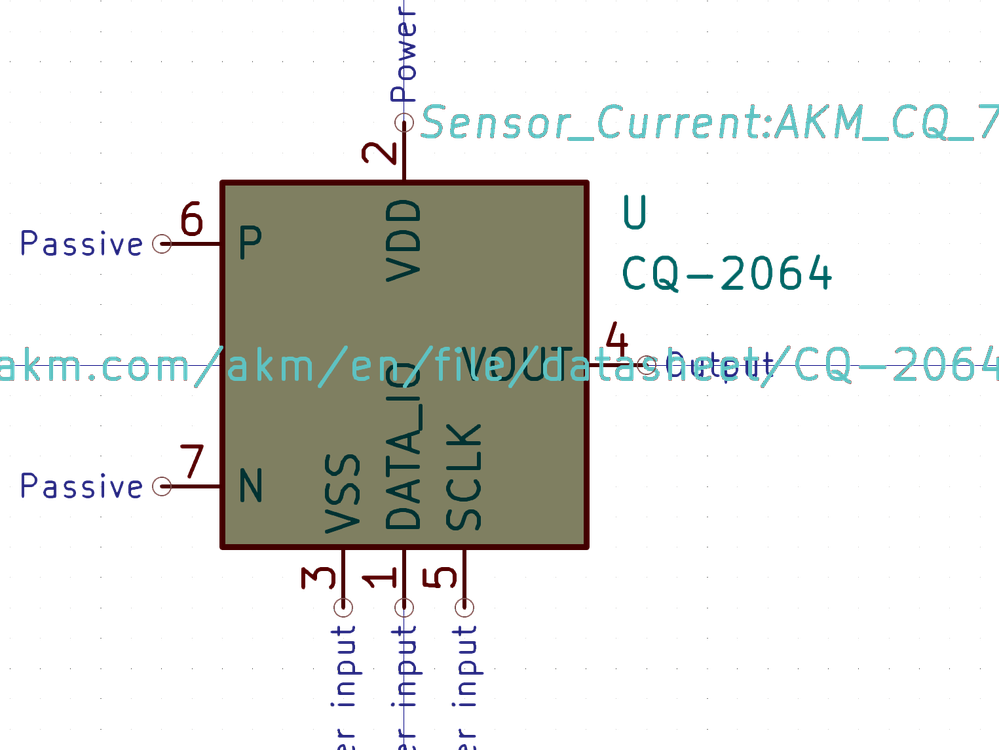 Power
Sensor_Current:AKM_CQ_7
2
6
Passive
P
VDD
U
CQ-2064
4
akm.com/akm/en/file/datasheet/CQ-2064
VOUT
Output
7
Passive
N
VSS
DATA_IO
SCLK
3
1
5
er input
er input
er input